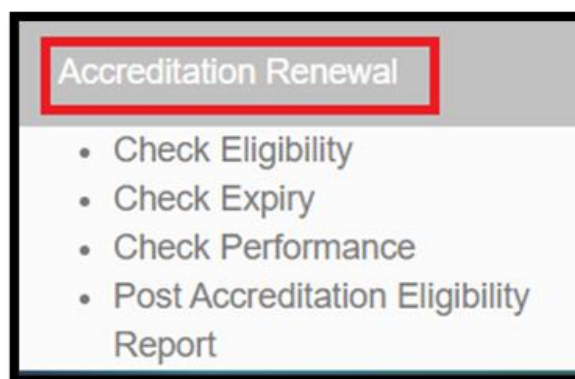 Accreditation Renewal
• Check Eligibility
• Check Expiry
• Check Performance
• Post Accreditation Eligibility
Report